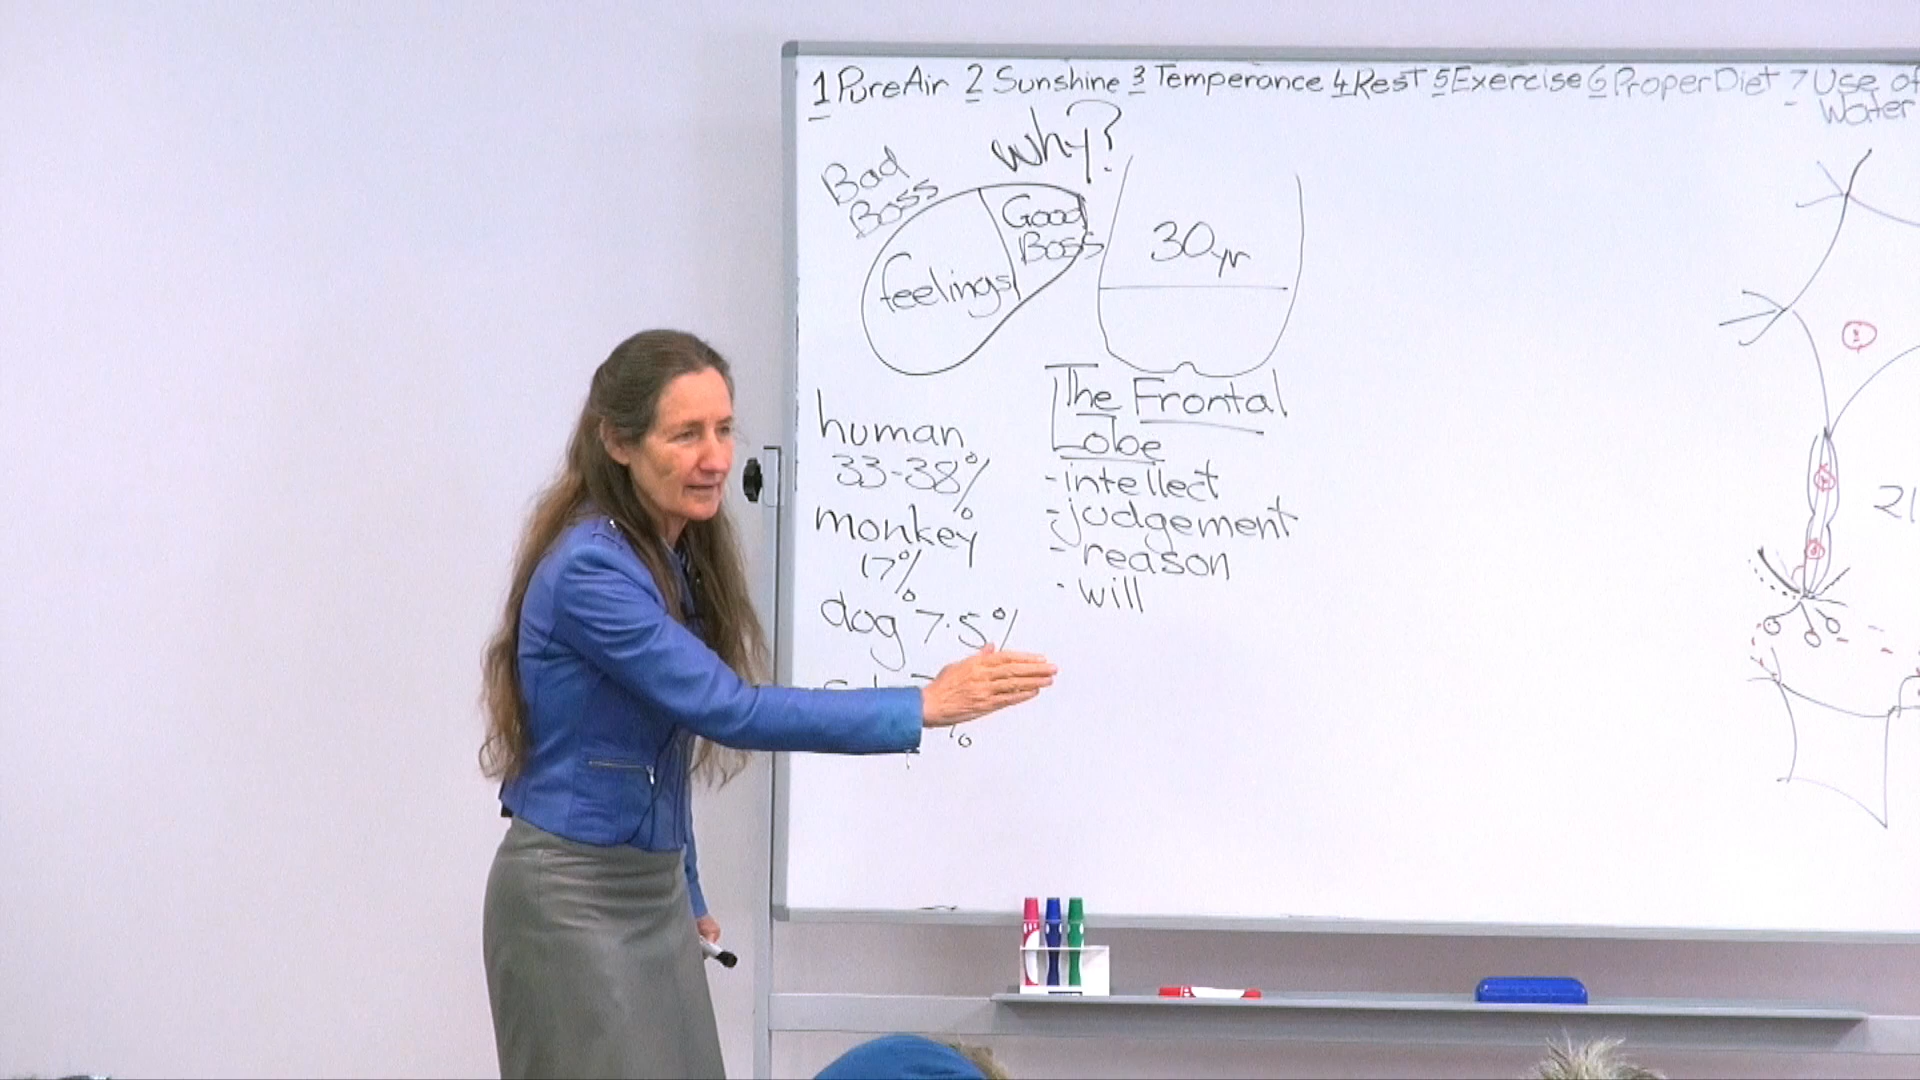 1 Pure Air 2 Sunshine 3 Temperance 4 Rest 5 Exercise 6 Proper Diet 7 Use of
Water
Why?
Bad
Boss
Good
Boss
feelings
30yr
The Frontal
Lobe
- intellect
- judgement
- reason
- will
human
33-38%
monkey
17%
dog 7.5%
%
21